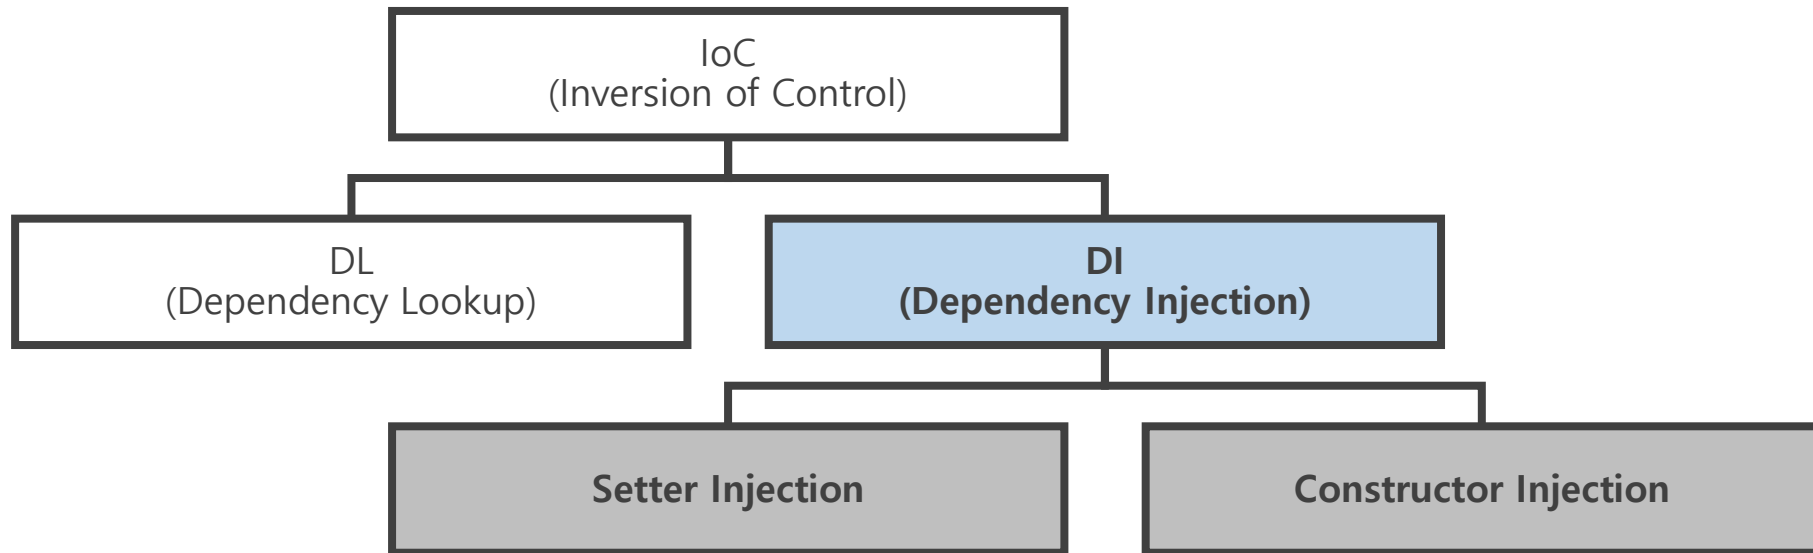 IoC
(Inversion of Control)
DL
(Dependency Lookup)
DI
(Dependency Injection)
Setter Injection
Constructor Injection